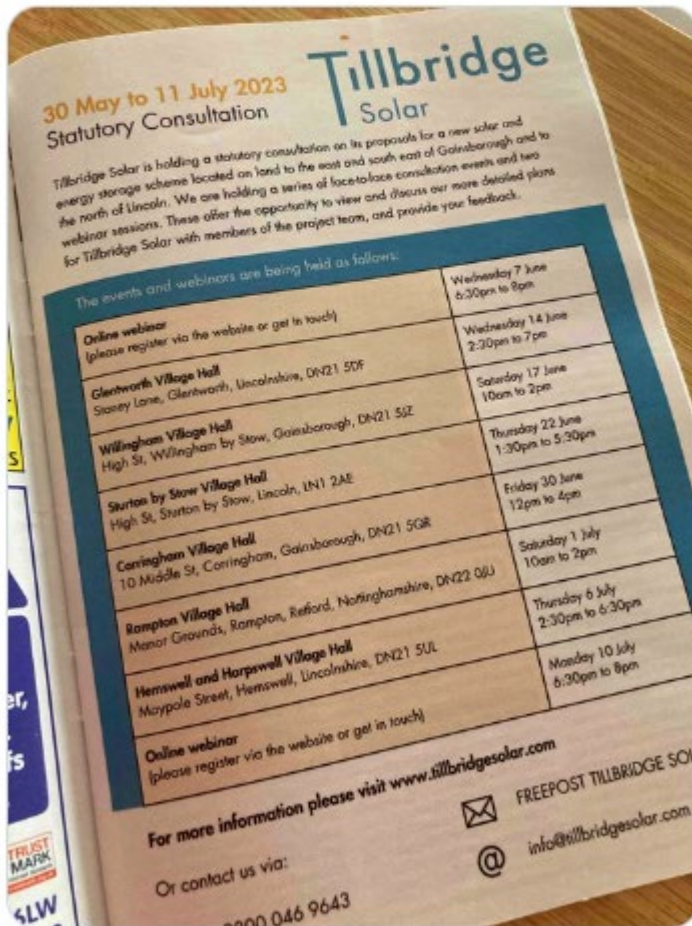 30 May to 11 July 2023
Statutory Consultation
Tillbridge
Solar
Tillbridge Solar is holding a statutory consultation on its proposals for a new solar and
energy storage scheme located on land to the east and south east of Gainsborough and to
the north of Lincoln. We are holding a series of face-to-face consultation events and two
webinar sessions. These offer the opportunity to view and discuss our more detailed plans
for Tillbridge Solar with members of the project team, and provide your feedback.
The events and webinars are being held as follows:
Online webinar
(please register via the website or get in touch)
Wednesday 7 June
6:30pm to 8pm
Glentworth Village Hall
Stoney Lane, Glentworth, Lincolnshire, DN21 5DF
Wednesday 14 June
2:30pm to 7pm
Willingham Village Hall
High St, Willingham by Stow, Gainsborough, DN21 5JZ
Saturday 17 June
10am to 2pm
Sturton by Stow Village Hall
High St, Sturton by Stow, Lincoln, LN1 2AE
Thursday 22 June
1:30pm to 5:30pm
Corringham Village Hall
10 Middle St, Corringham, Gainsborough, DN21 5QR
Friday 30 June
12pm to 4pm
Rampton Village Hall
Manor Grounds, Rampton, Retford, Nottinghamshire, DN22 0JU
Saturday 1 July
10am to 2pm
Hemswell and Harpswell Village Hall
Maypole Street, Hemswell, Lincolnshire, DN21 5UL
Thursday 6 July
2:30pm to 6:30pm
Online webinar
(please register via the website or get in touch)
Monday 10 July
6:30pm to 8pm
For more information please visit www.tillbridgesolar.com
Or contact us via:
FREEPOST TILLBRIDGE SO
@ info@tillbridgesolar.com
046 9643
S
er,
fs
TRUST
MARK
6LW